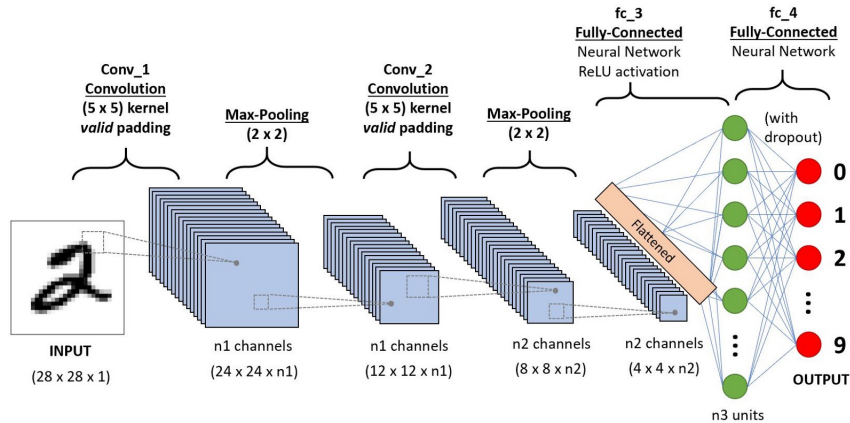 fc_3
Fully-Connected
Neural Network
ReLU activation
fc_4
Fully-Connected
Neural Network
Conv_1
Convolution
(5 x 5) kernel
valid padding
Max-Pooling
(2 x 2)
Conv_2
Convolution
(5 x 5) kernel
valid padding
Max-Pooling
(2 x 2)
(with
dropout)
Flattened
0
1
2
9
OUTPUT
INPUT
(28 x 28 x 1)
n1 channels
(24 x 24 x n1)
n1 channels
(12 x 12 x n1)
n2 channels
(8 x 8 x n2)
n2 channels
(4 x 4 x n2)
n3 units
2